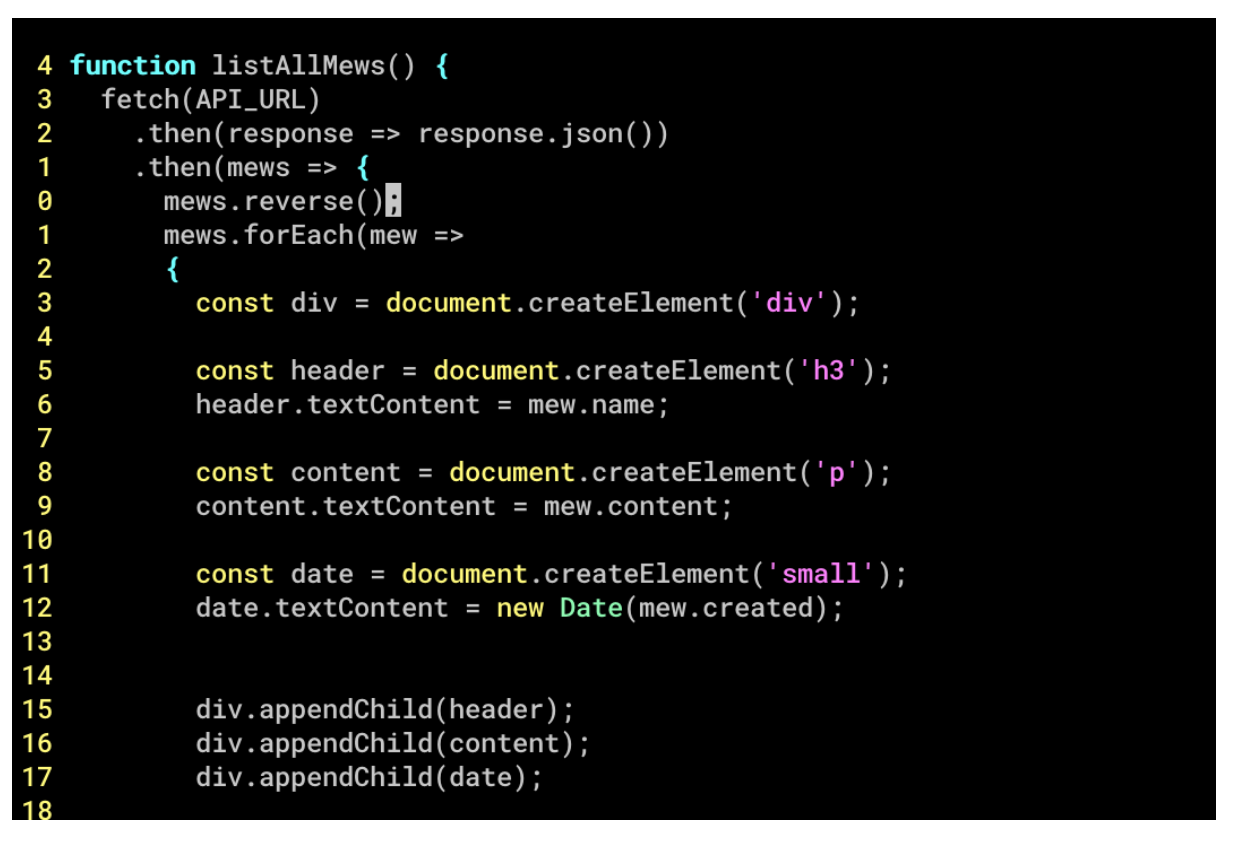 4 function listAllMews() {
3   fetch(API_URL)
2     .then(response => response.json())
1     .then(mews => {
0       mews.reverse();
1       mews.forEach(mew =>
2       {
3         const div = document.createElement('div');
4
5         const header = document.createElement('h3');
6         header.textContent = mew.name;
7
8         const content = document.createElement('p');
9         content.textContent = mew.content;
10
11         const date = document.createElement('small');
12         date.textContent = new Date(mew.created);
13
14
15         div.appendChild(header);
16         div.appendChild(content);
17         div.appendChild(date);
18